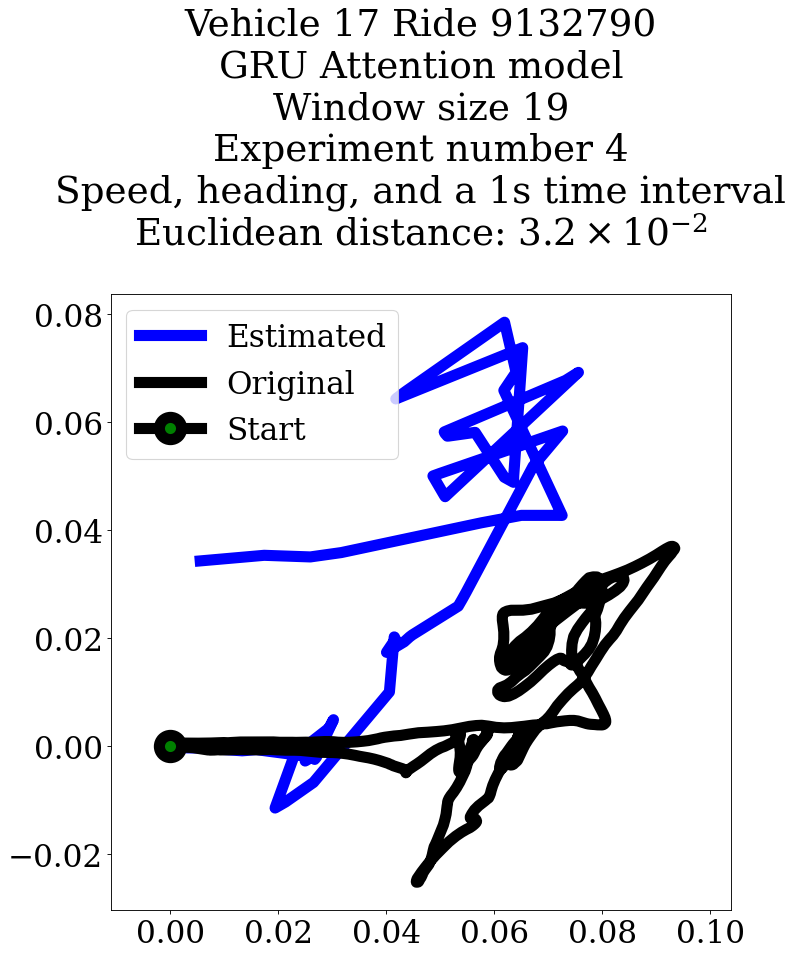 Vehicle 17 Ride 9132790
GRU Attention model
Window size 19
Experiment number 4
Speed, heading, and a 1s time interval
Euclidean distance: 3.2 × 10⁻²
Estimated
Original
Start
0.08
0.06
0.04
0.02
0.00
−0.02
0.00 0.02 0.04 0.06 0.08 0.10